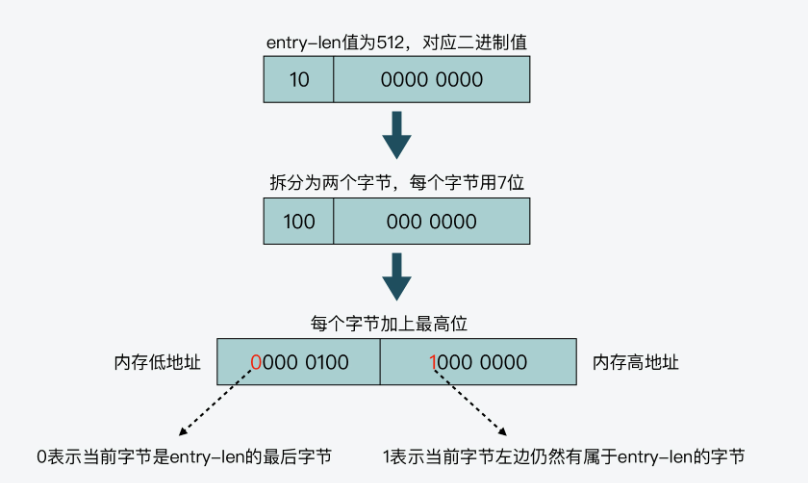 entry-len值为512，对应二进制值
10 0000 0000
拆分为两个字节，每个字节用7位
100 000 0000
每个字节加上最高位
内存低地址 0000 0100 1000 0000 内存高地址
0表示当前字节是entry-len的最后字节 1表示当前字节左边仍然有属于entry-len的字节